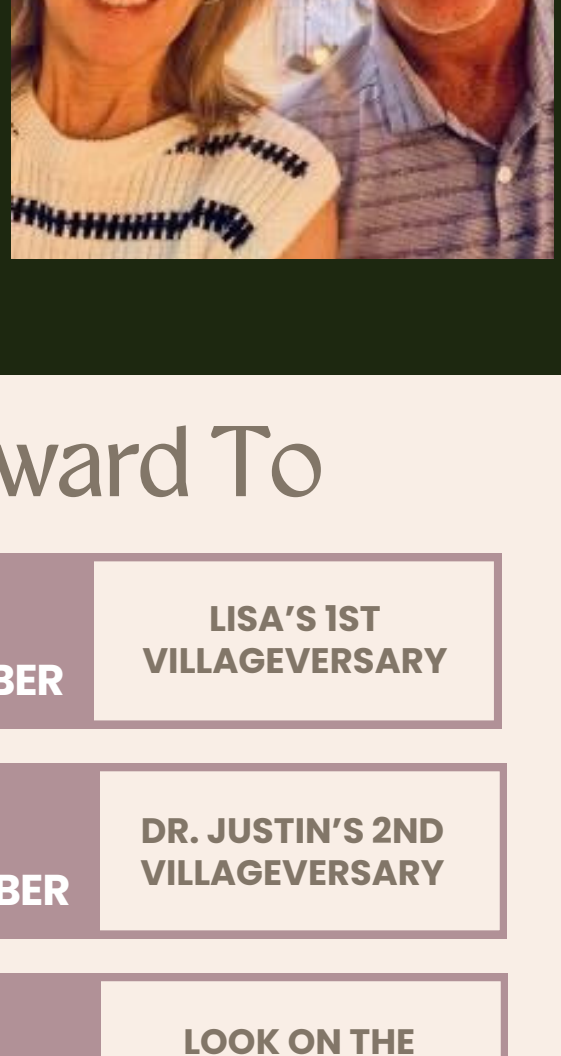 ward To
LISA'S 1ST
VILLAGEVERSARY
BER
DR. JUSTIN'S 2ND
VILLAGEVERSARY
BER
LOOK ON THE